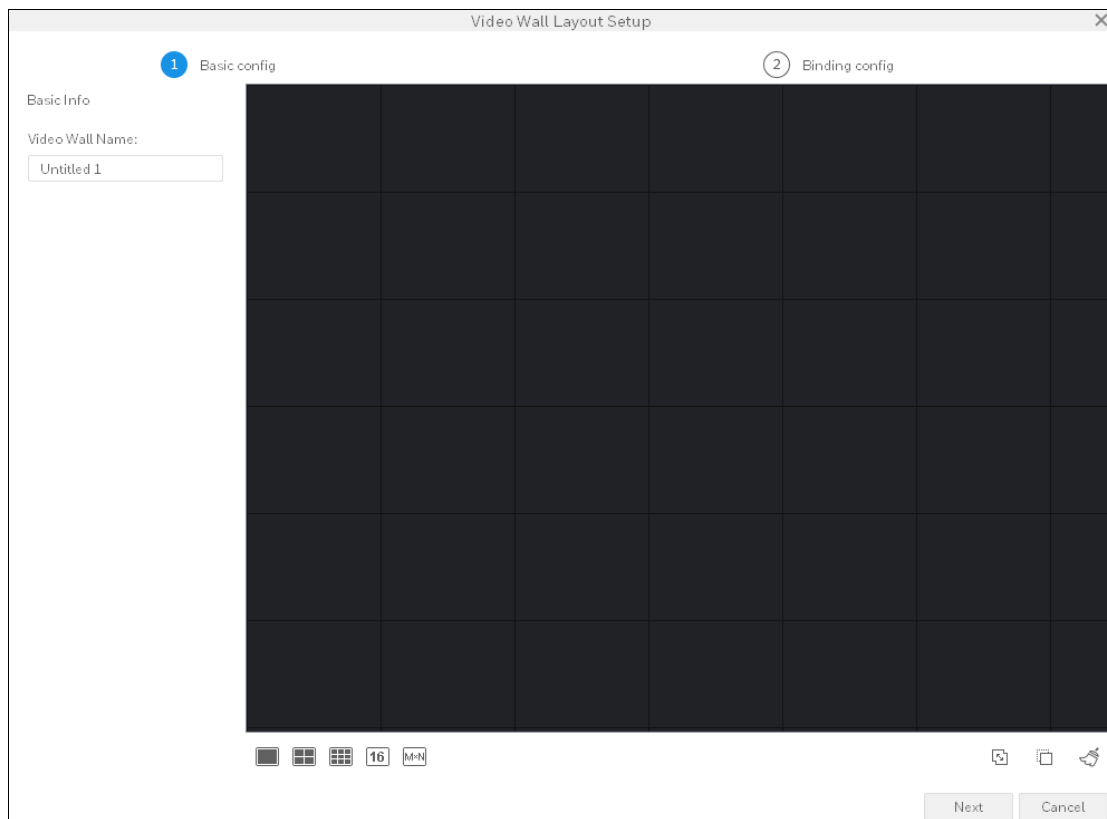 Video Wall Layout Setup
1 Basic config
2 Binding config
Basic Info
Video Wall Name:
Untitled 1
16
M×N
Next
Cancel